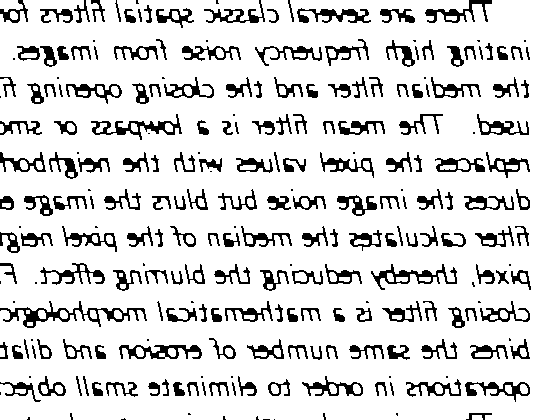 There are several classic spatial filters for
inating high frequency noise from images.
the median filter and the closing opening fi
used. The mean filter is a lowpass or smo
replaces the pixel values with the neighbor
duces the image noise but blurs the image e
filter calculates the median of the pixel neig
pixel, thereby reducing the blurring effect. F
closing filter is a mathematical morphologic
bines the same number of erosion and dilat
operations in order to eliminate small objec